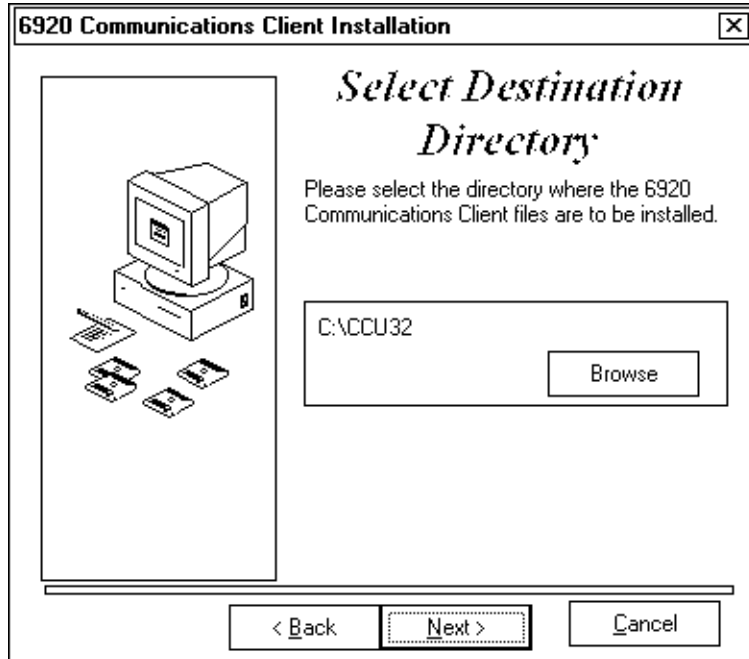 6920 Communications Client Installation
Select Destination
Directory
Please select the directory where the 6920
Communications Client files are to be installed.
C:\CCU32
Browse
< Back
Next >
Cancel